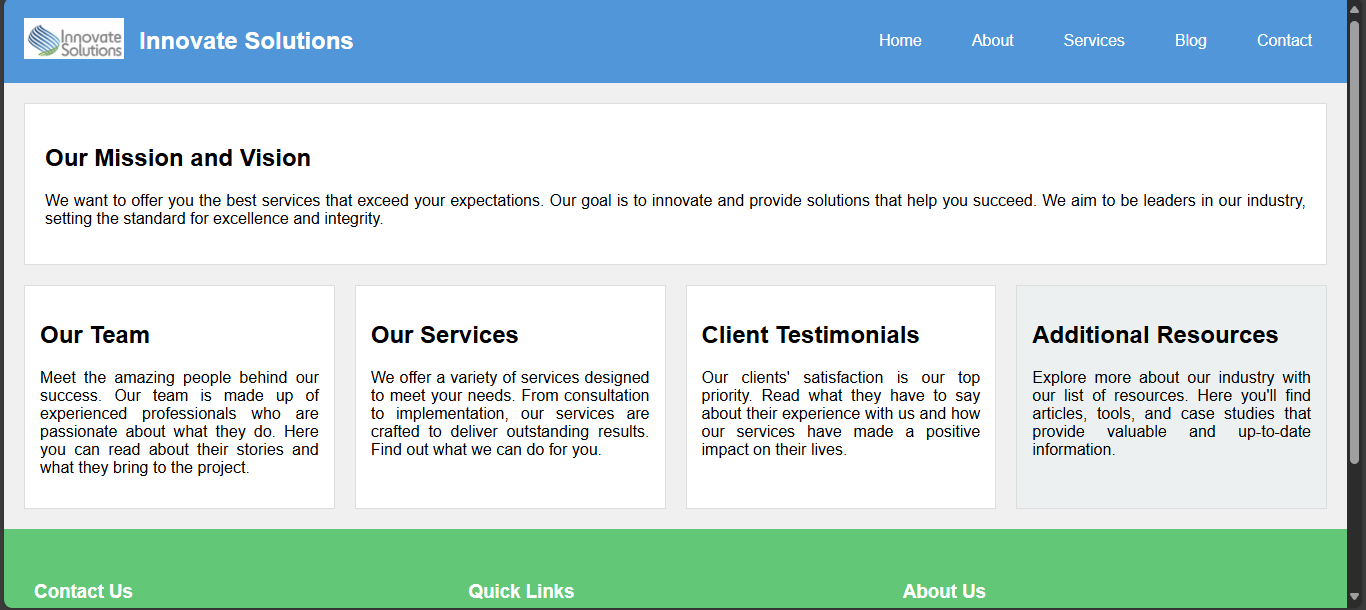 Innovate
Solutions
Innovate Solutions
Home
About
Services
Blog
Contact
Our Mission and Vision
We want to offer you the best services that exceed your expectations. Our goal is to innovate and provide solutions that help you succeed. We aim to be leaders in our industry,
setting the standard for excellence and integrity.
Our Team
Meet the amazing people behind our
success. Our team is made up of
experienced professionals who are
passionate about what they do. Here
you can read about their stories and
what they bring to the project.
Our Services
We offer a variety of services designed
to meet your needs. From consultation
to implementation, our services are
crafted to deliver outstanding results.
Find out what we can do for you.
Client Testimonials
Our clients' satisfaction is our top
priority. Read what they have to say
about their experience with us and how
our services have made a positive
impact on their lives.
Additional Resources
Explore more about our industry with
our list of resources. Here you'll find
articles, tools, and case studies that
provide valuable and up-to-date
information.
Contact Us
Quick Links
About Us